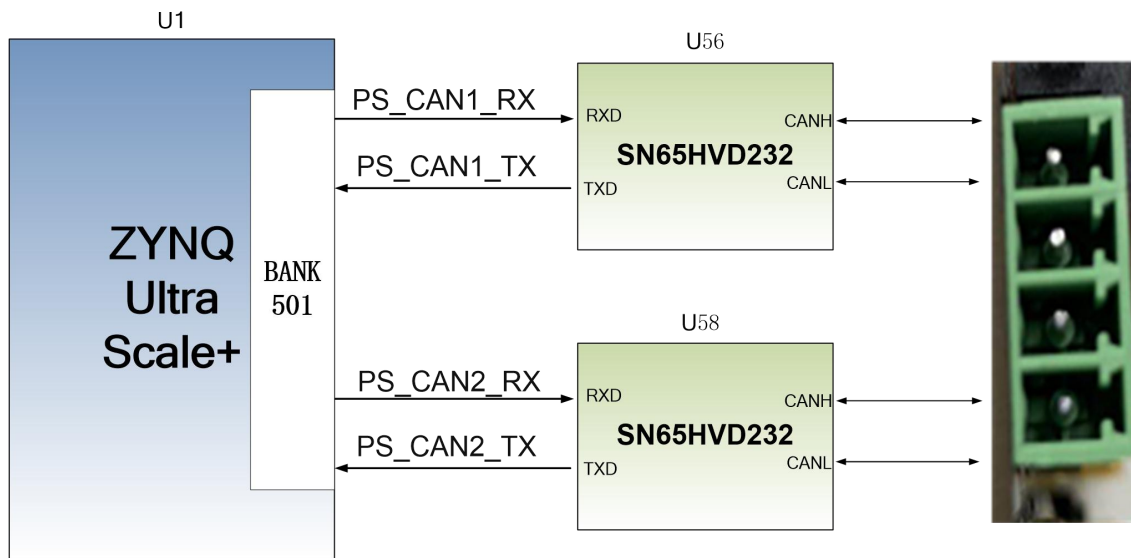 U1
ZYNQ
Ultra
Scale+
BANK
501
PS_CAN1_RX
PS_CAN1_TX
U56
RXD
CANH
SN65HVD232
TXD
CANL
PS_CAN2_RX
PS_CAN2_TX
U58
RXD
CANH
SN65HVD232
TXD
CANL